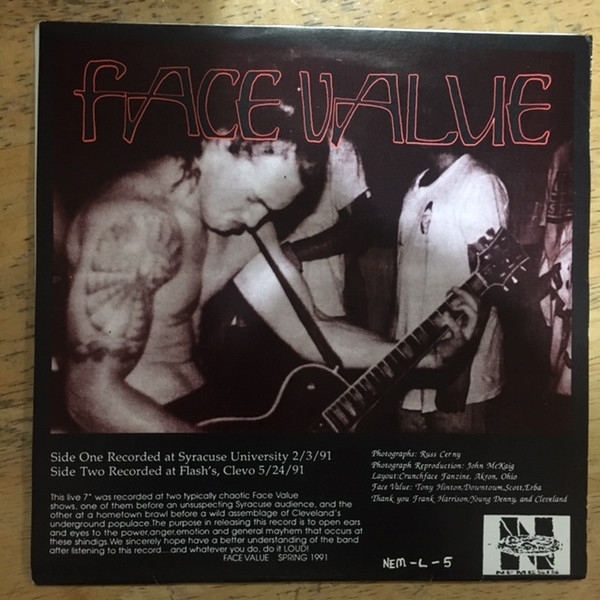 FACE VALUE
Side One Recorded at Syracuse University 2/3/91
Side Two Recorded at Flash's, Clevo 5/24/91
This live 7" was recorded at two typically chaotic Face Value
shows, one of them before an unsuspecting Syracuse audience, and the
other at a hometown brawl before a wild assemblage of Cleveland's
underground populace.The purpose in releasing this record is to open ears
and eyes to the power,anger,emotion and general mayhem that occurs at
these shindigs.We sincerely hope have a better understanding of the band
after listening to this record....and whatever you do, do it LOUD!
FACE VALUE SPRING 1991
Photographs: Russ Cerny
Photograph Reproduction: John McKaig
Layout:Crunchface Fanzine, Akron, Ohio
Face Value: Tony Hinton,Downtown,Scott,Erba
Thank you Frank Harrison,Young Denny, and Cleveland
NEM-L-5
N
NEMESIS